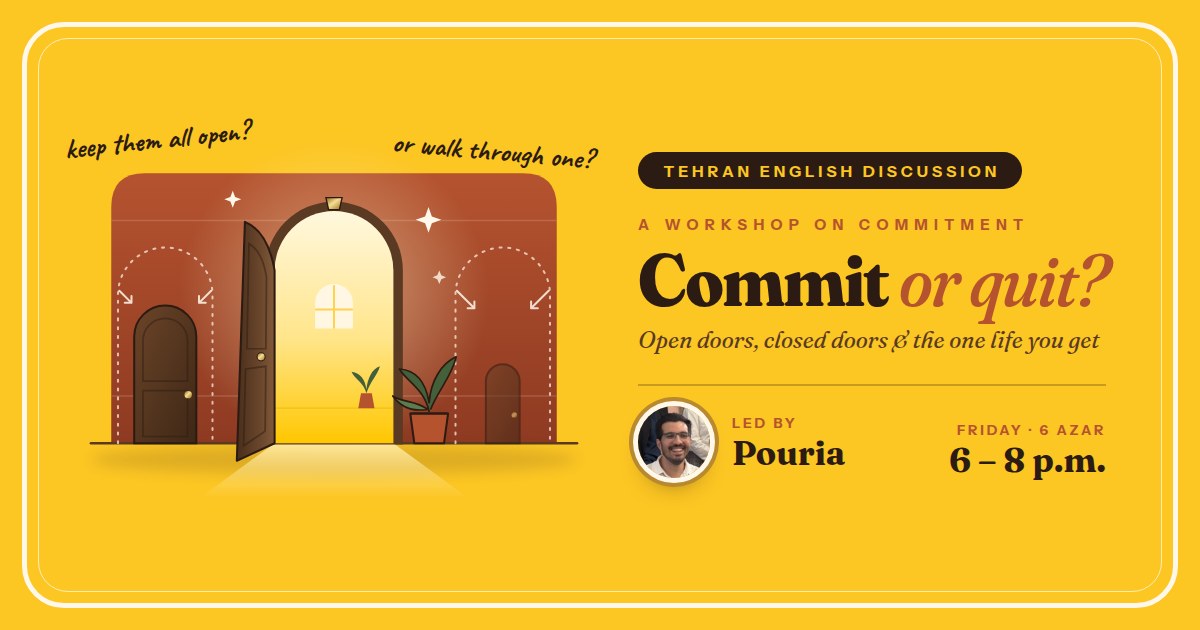 keep them all open?
or walk through one?
TEHRAN ENGLISH DISCUSSION
A WORKSHOP ON COMMITMENT
Commit or quit?
Open doors, closed doors & the one life you get
LED BY
Pouria
FRIDAY · 6 AZAR
6 – 8 p.m.